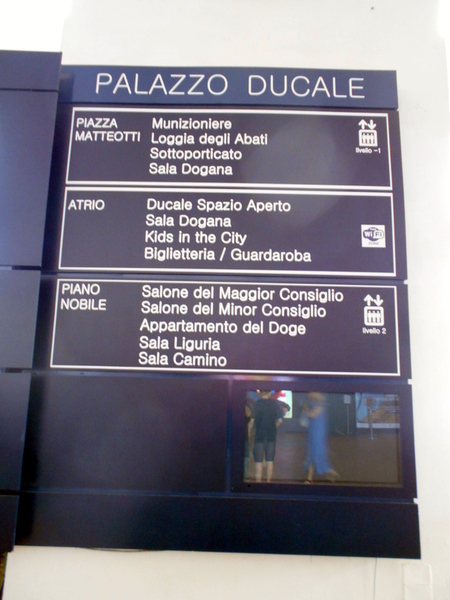 PALAZZO DUCALE
PIAZZA MATTEOTTI
Munizioniere
Loggia degli Abati
Sottoporticato
Sala Dogana
livello -1
ATRIO
Ducale Spazio Aperto
Sala Dogana
Kids in the City
Biglietteria / Guardaroba
Wi Fi
PIANO NOBILE
Salone del Maggior Consiglio
Salone del Minor Consiglio
Appartamento del Doge
Sala Liguria
Sala Camino
livello 2